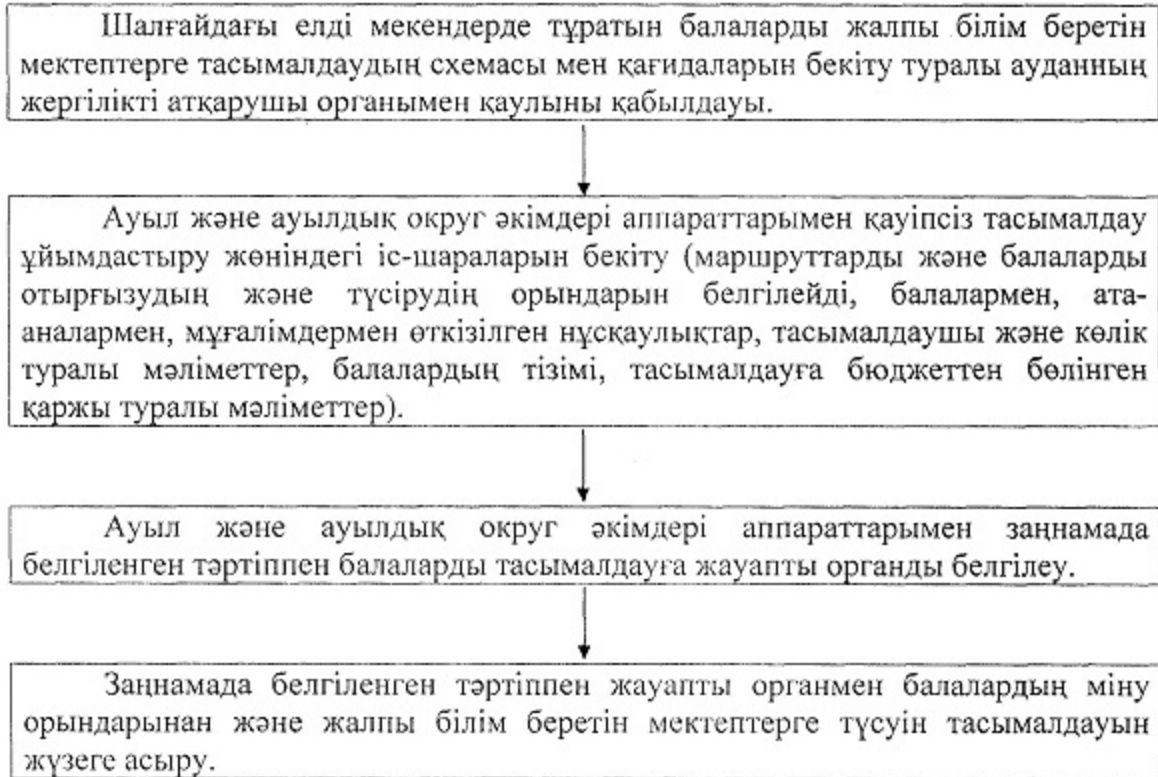 Шалғайдағы елді мекендерде тұратын балаларды жалпы білім беретін
мектептерге тасымалдаудың схемасы мен қағидаларын бекіту туралы ауданның
жергілікті атқарушы органымен қаулыны қабылдауы.
Ауыл және ауылдық округ әкімдері аппараттарымен қауіпсіз тасымалдау
ұйымдастыру жөніндегі іс-шараларын бекіту (маршруттарды және балаларды
отырғызудың және түсірудің орындарын белгілейді, балалармен, ата-
аналармен, мұғалімдермен өткізілген нұсқаулықтар, тасымалдаушы және көлік
туралы мәліметтер, балалардың тізімі, тасымалдауға бюджеттен бөлінген
қаржы туралы мәліметтер).
Ауыл және ауылдық округ әкімдері аппараттарымен заңнамада
белгіленген тәртіппен балаларды тасымалдауға жауапты органды белгілеу.
Заңнамада белгіленген тәртіппен жауапты органмен балалардың міну
орындарынан және жалпы білім беретін мектептерге түсуін тасымалдауын
жүзеге асыру.